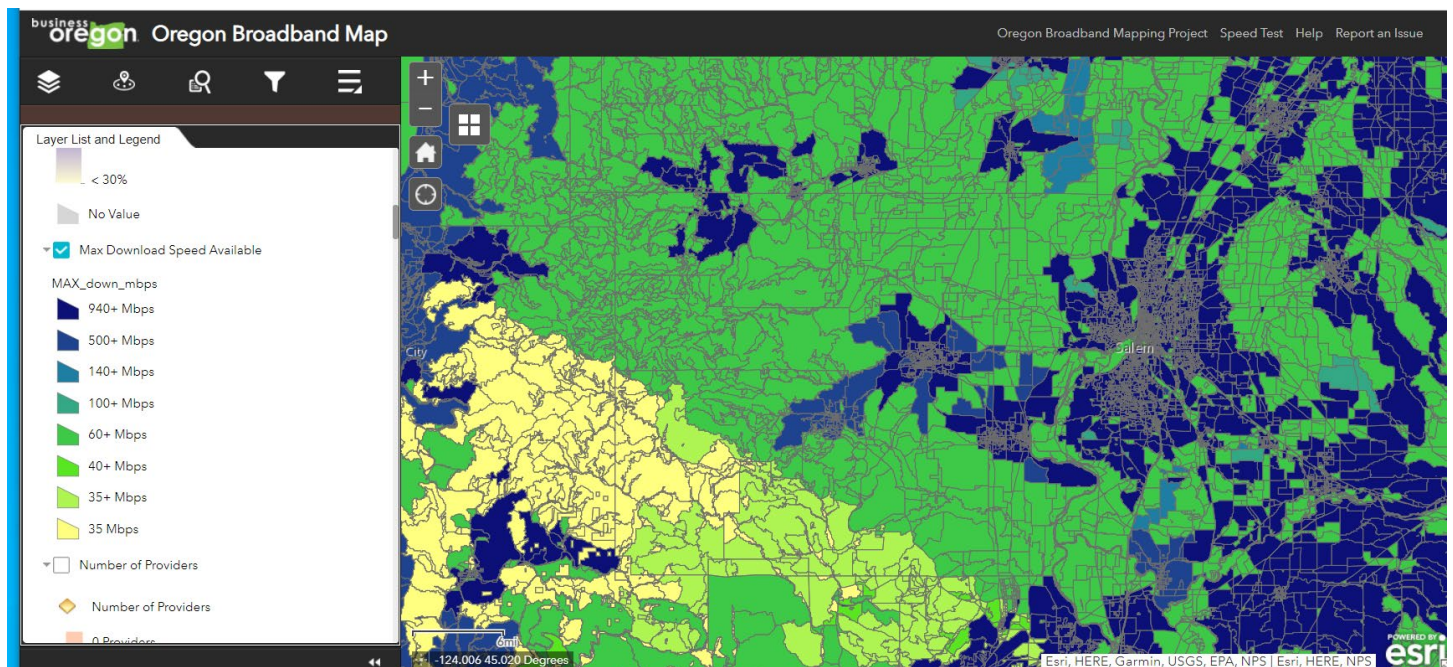 business oregon Oregon Broadband Map
Oregon Broadband Mapping Project Speed Test Help Report an Issue
Layer List and Legend
< 30%
No Value
Max Download Speed Available
MAX_down_mbps
940+ Mbps
500+ Mbps
140+ Mbps
100+ Mbps
60+ Mbps
40+ Mbps
35+ Mbps
35 Mbps
Number of Providers
Number of Providers
0 Providers
City
Salem
6mi
-124.006 45.020 Degrees
Esri, HERE, Garmin, USGS, EPA, NPS | Esri, HERE, NPS
POWERED BY
esri